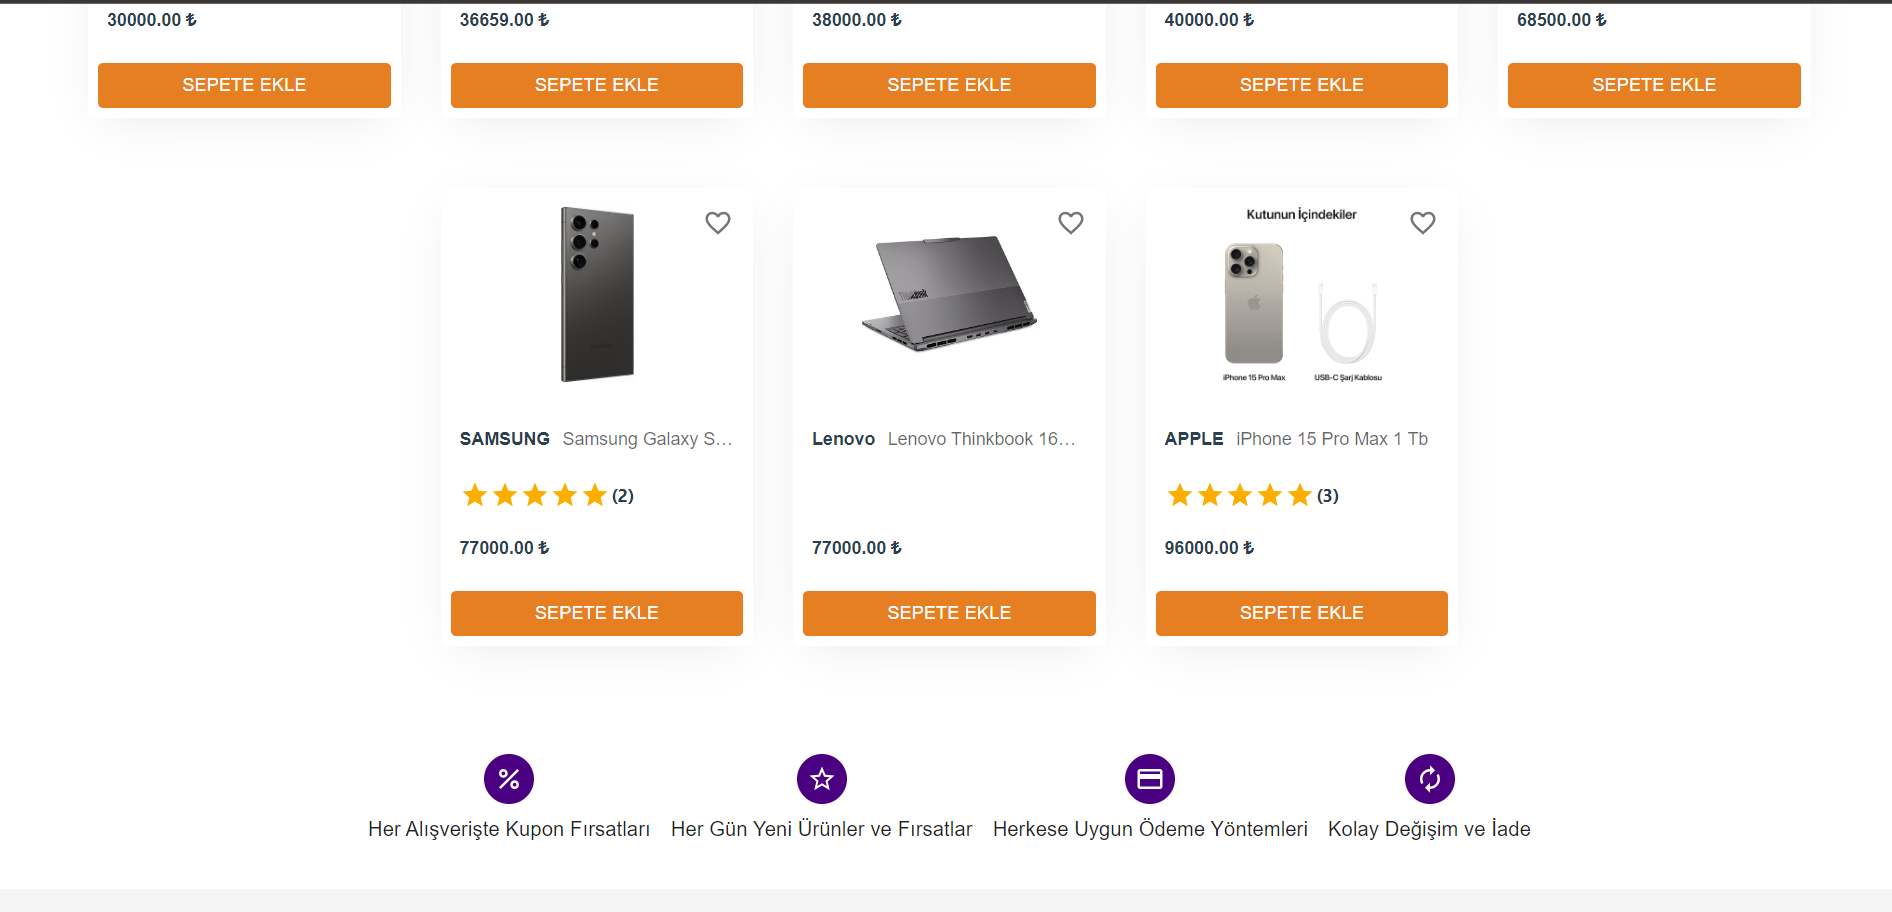 30000.00 ₺
36659.00 ₺
38000.00 ₺
40000.00 ₺
68500.00 ₺
SEPETE EKLE
SEPETE EKLE
SEPETE EKLE
SEPETE EKLE
SEPETE EKLE
Kutunun İçindekiler
ThinkBook
iPhone 15 Pro Max
USB-C Şarj Kablosu
SAMSUNG Samsung Galaxy S...
Lenovo Lenovo Thinkbook 16...
APPLE iPhone 15 Pro Max 1 Tb
(2)
(3)
77000.00 ₺
77000.00 ₺
96000.00 ₺
SEPETE EKLE
SEPETE EKLE
SEPETE EKLE
Her Alışverişte Kupon Fırsatları
Her Gün Yeni Ürünler ve Fırsatlar
Herkese Uygun Ödeme Yöntemleri
Kolay Değişim ve İade